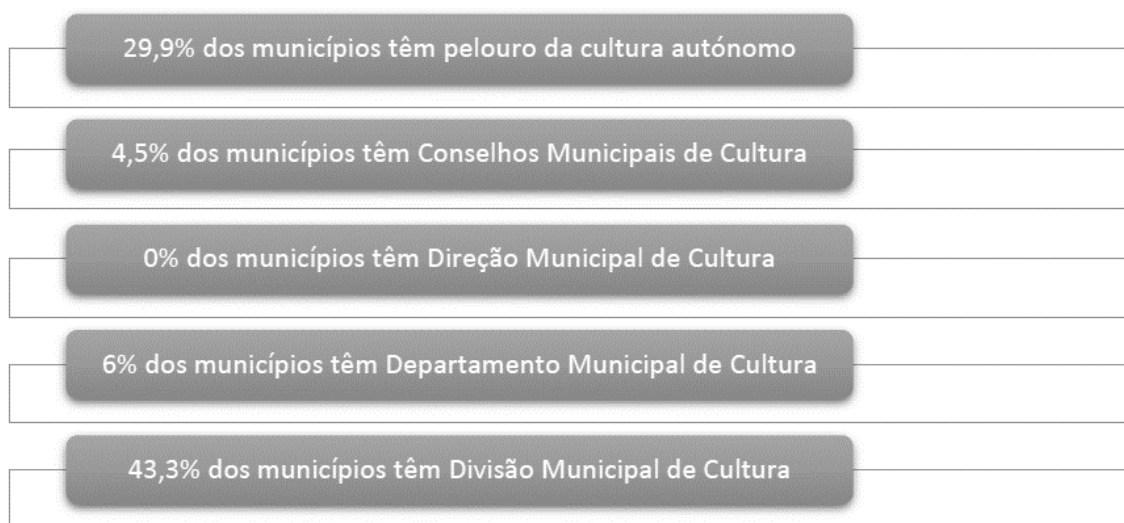 29,9% dos municípios têm pelouro da cultura autónomo
4,5% dos municípios têm Conselhos Municipais de Cultura
0% dos municípios têm Direção Municipal de Cultura
6% dos municípios têm Departamento Municipal de Cultura
43,3% dos municípios têm Divisão Municipal de Cultura